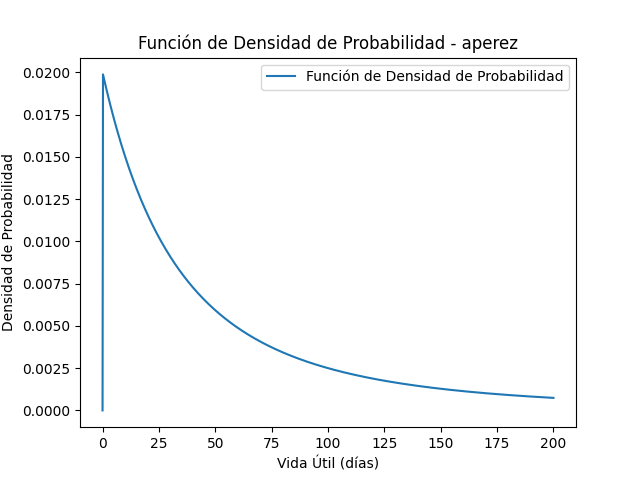 Función de Densidad de Probabilidad - aperez
Función de Densidad de Probabilidad
Densidad de Probabilidad
0.0200
0.0175
0.0150
0.0125
0.0100
0.0075
0.0050
0.0025
0.0000
0 25 50 75 100 125 150 175 200
Vida Útil (días)